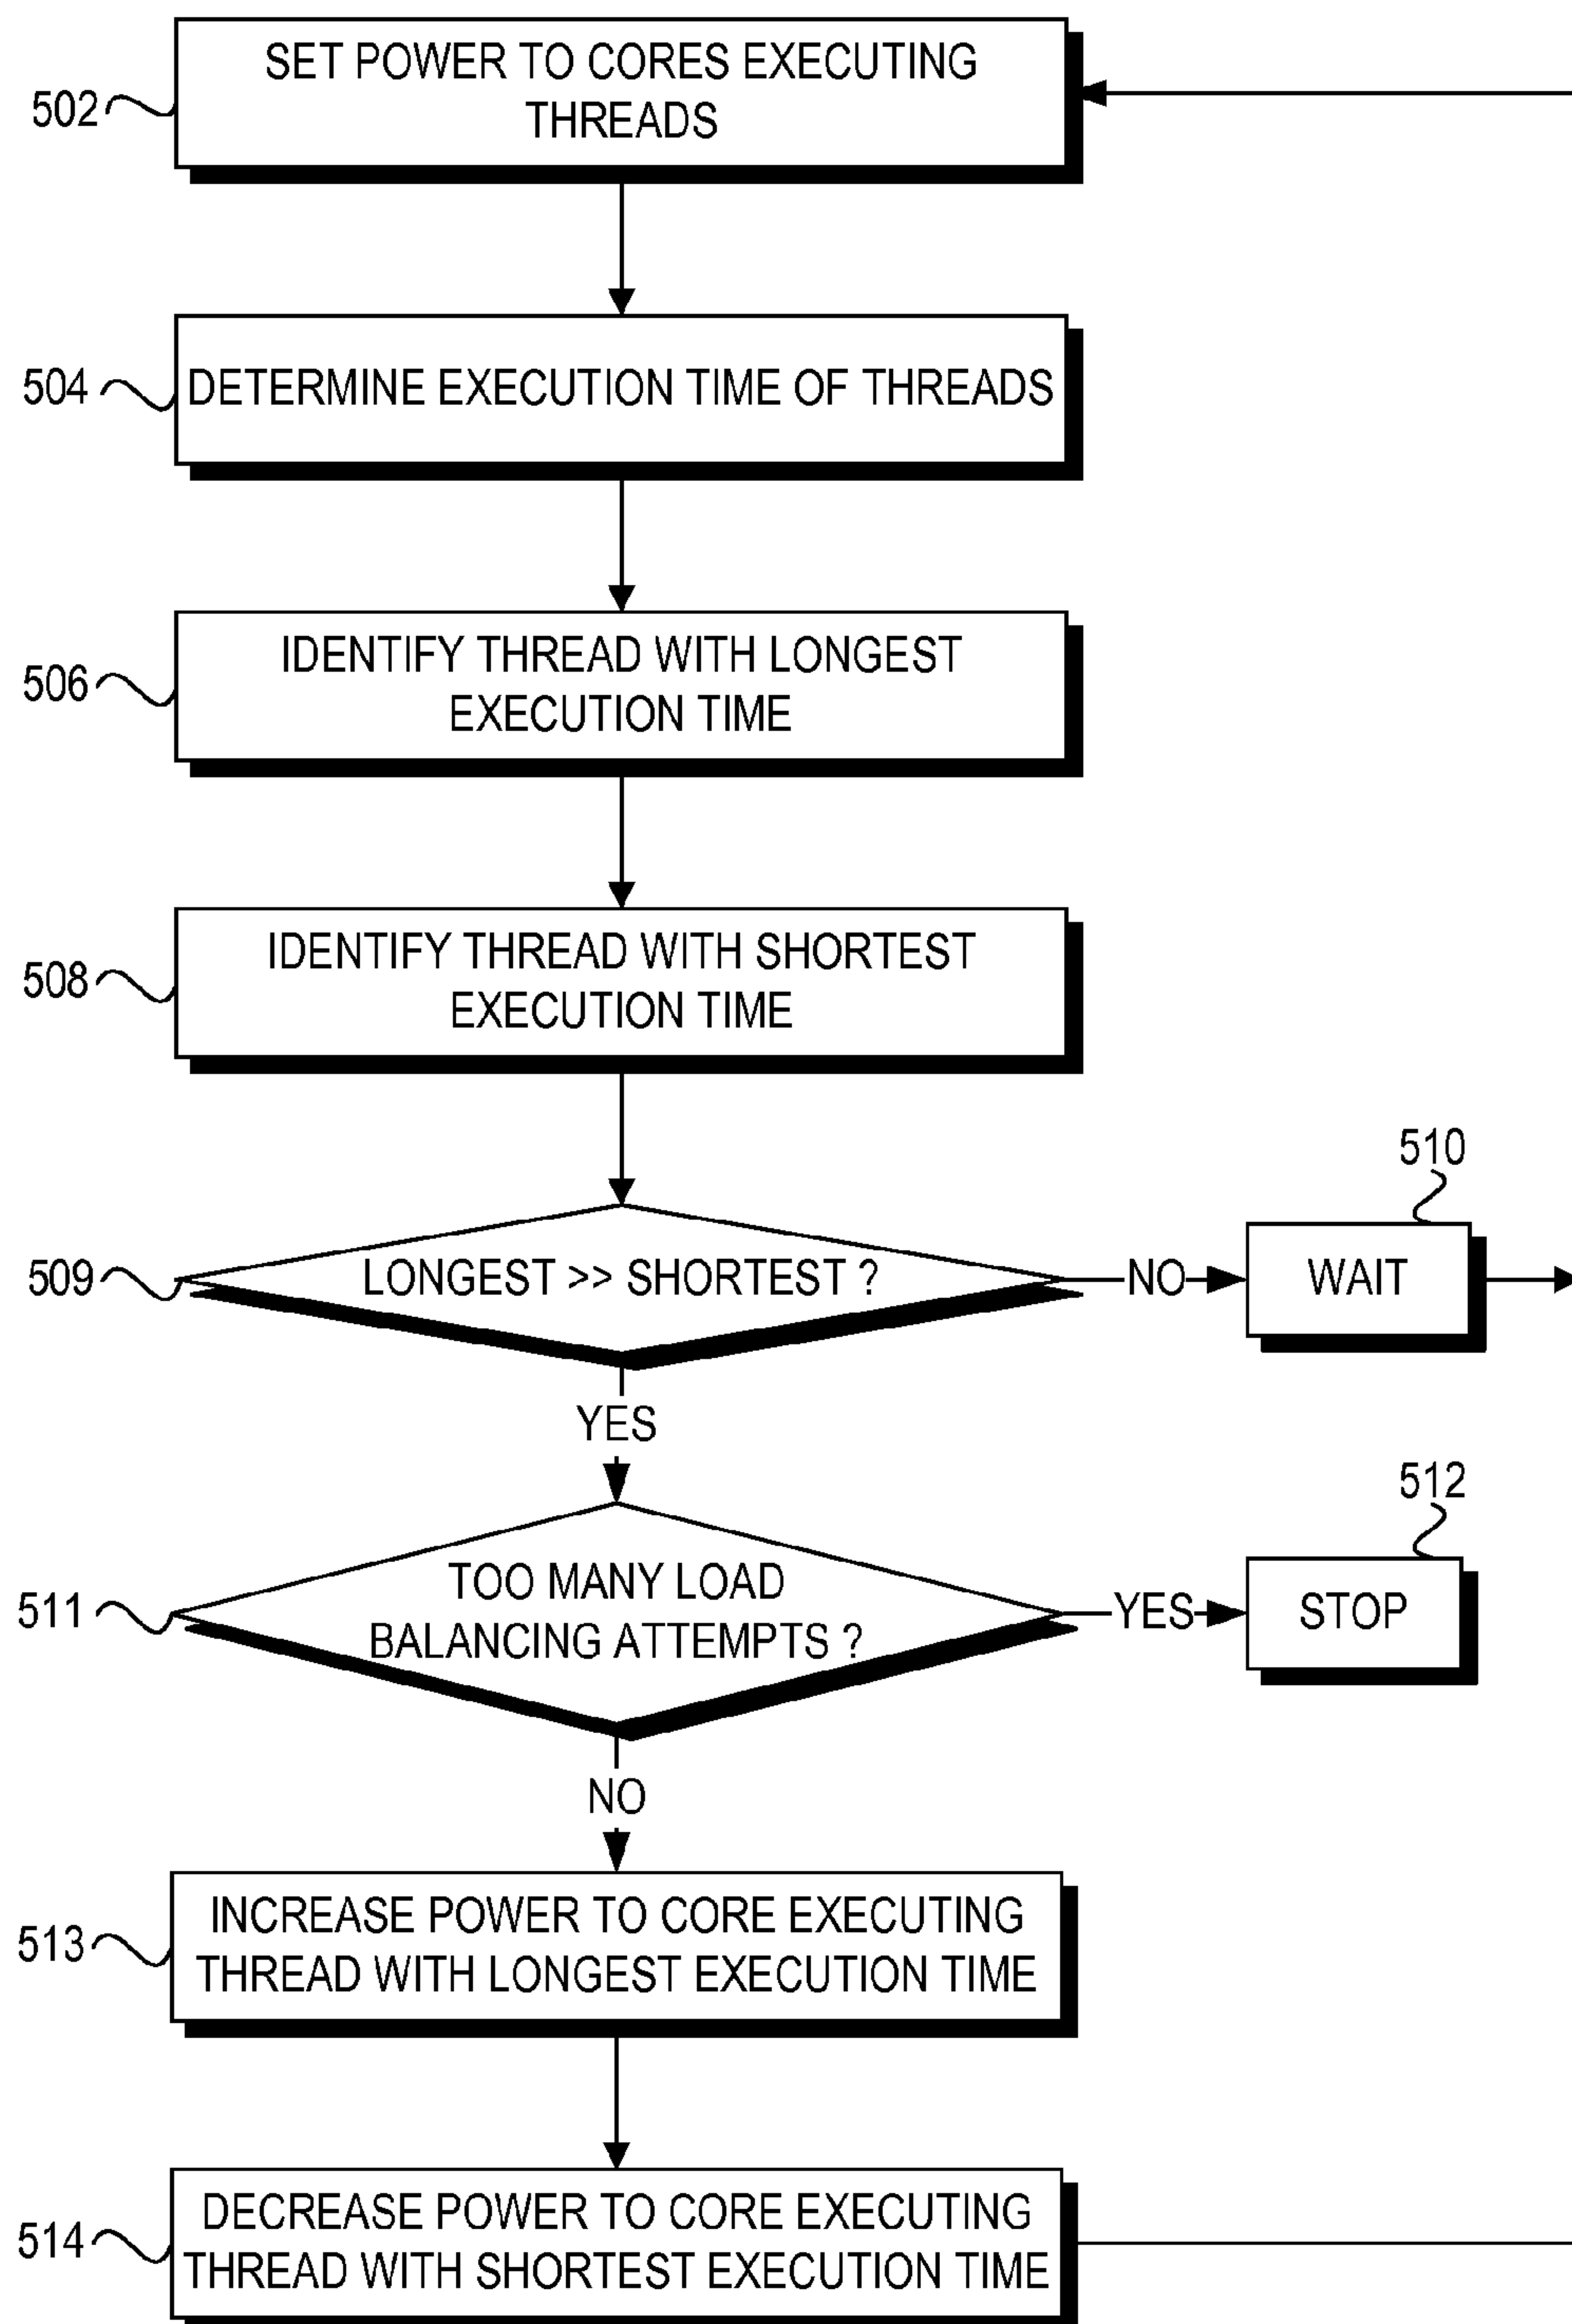 SET POWER TO CORES EXECUTING
THREADS
502
504
DETERMINE EXECUTION TIME OF THREADS
IDENTIFY THREAD WITH LONGEST
EXECUTION TIME
506
IDENTIFY THREAD WITH SHORTEST
EXECUTION TIME
508
510
509
LONGEST >> SHORTEST ?
NO
WAIT
YES
512
TOO MANY LOAD
BALANCING ATTEMPTS ?
511
YES
STOP
NO
INCREASE POWER TO CORE EXECUTING
THREAD WITH LONGEST EXECUTION TIME
513
DECREASE POWER TO CORE EXECUTING
THREAD WITH SHORTEST EXECUTION TIME
514